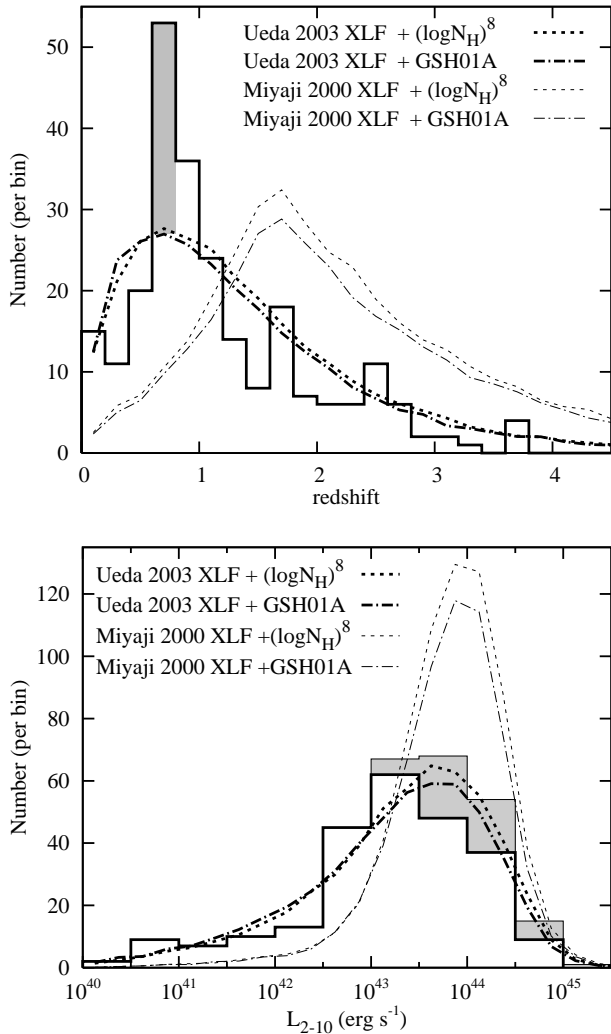 Ueda 2003 XLF + (logN_H)^8
Ueda 2003 XLF + GSH01A
Miyaji 2000 XLF + (logN_H)^8
Miyaji 2000 XLF + GSH01A
50
40
30
20
10
0
Number (per bin)
0 1 2 3 4
redshift
Ueda 2003 XLF + (logN_H)^8
Ueda 2003 XLF + GSH01A
Miyaji 2000 XLF +(logN_H)^8
Miyaji 2000 XLF +GSH01A
120
100
80
60
40
20
0
Number (per bin)
10^40 10^41 10^42 10^43 10^44 10^45
L_2-10 (erg s^-1)